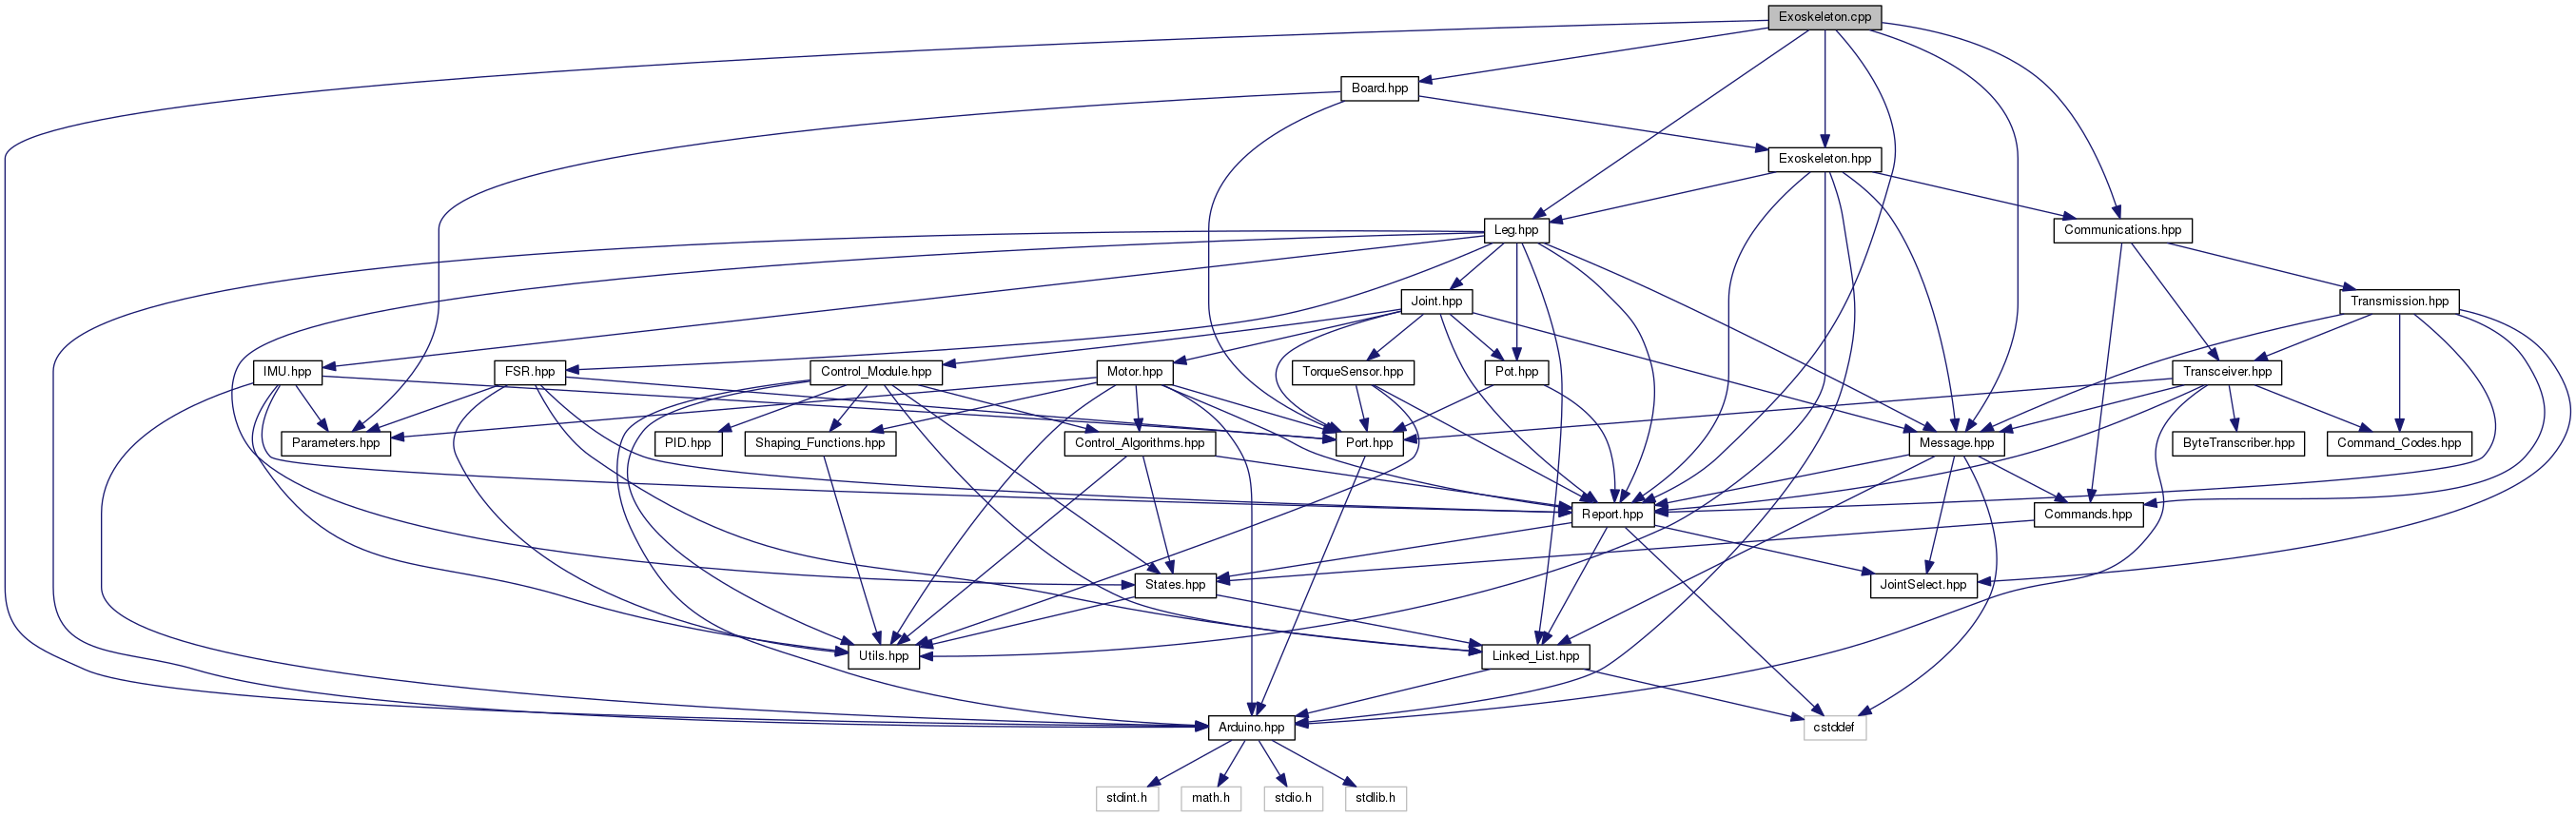 Exoskeleton.cpp
Board.hpp
Exoskeleton.hpp
Leg.hpp
Communications.hpp
Joint.hpp
Transmission.hpp
IMU.hpp
FSR.hpp
Control_Module.hpp
Motor.hpp
TorqueSensor.hpp
Pot.hpp
Transceiver.hpp
Parameters.hpp
PID.hpp
Shaping_Functions.hpp
Control_Algorithms.hpp
Port.hpp
Message.hpp
ByteTranscriber.hpp
Command_Codes.hpp
Report.hpp
Commands.hpp
States.hpp
JointSelect.hpp
Utils.hpp
Linked_List.hpp
Arduino.hpp
cstddef
stdint.h
math.h
stdio.h
stdlib.h